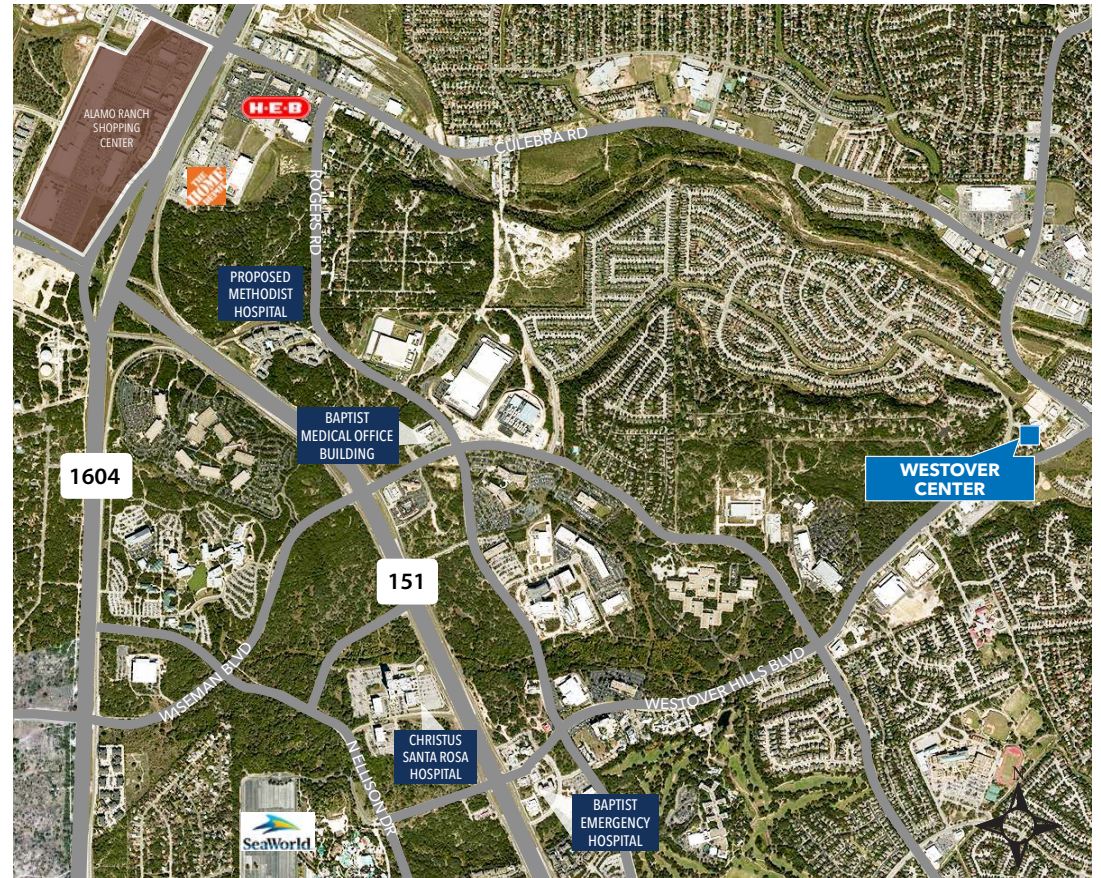 ALAMO RANCH
SHOPPING
CENTER
H-E-B
CULEBRA RD
THE
HOME
DEPOT
ROGERS RD
PROPOSED
METHODIST
HOSPITAL
BAPTIST
MEDICAL OFFICE
BUILDING
WESTOVER
CENTER
1604
151
WISEMAN BLVD
WESTOVER HILLS BLVD
N ELLISON DR
CHRISTUS
SANTA ROSA
HOSPITAL
SeaWorld
BAPTIST
EMERGENCY
HOSPITAL
N